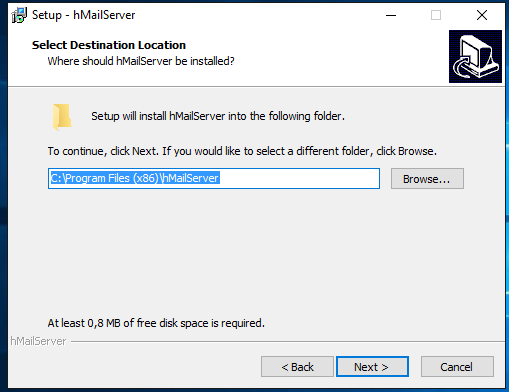 Setup - hMailServer
Select Destination Location
Where should hMailServer be installed?
Setup will install hMailServer into the following folder.
To continue, click Next. If you would like to select a different folder, click Browse.
C:\Program Files (x86)\hMailServer
Browse...
At least 0,8 MB of free disk space is required.
hMailServer
< Back
Next >
Cancel